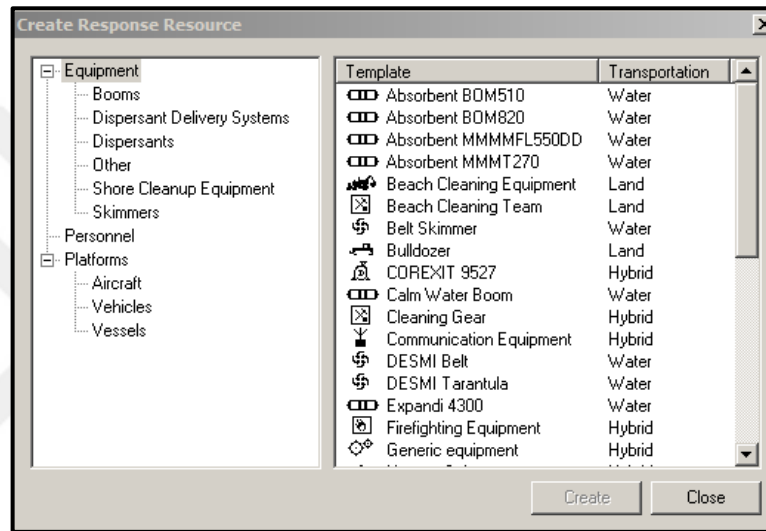 Create Response Resource
Equipment
Booms
Dispersant Delivery Systems
Dispersants
Other
Shore Cleanup Equipment
Skimmers
Personnel
Platforms
Aircraft
Vehicles
Vessels
Template Transportation
Absorbent BOM510 Water
Absorbent BOM820 Water
Absorbent MMMMFL550DD Water
Absorbent MMMT270 Water
Beach Cleaning Equipment Land
Beach Cleaning Team Land
Belt Skimmer Water
Bulldozer Land
COREXIT 9527 Hybrid
Calm Water Boom Water
Cleaning Gear Hybrid
Communication Equipment Hybrid
DESMI Belt Water
DESMI Tarantula Water
Expandi 4300 Water
Firefighting Equipment Hybrid
Generic equipment Hybrid
Create Close